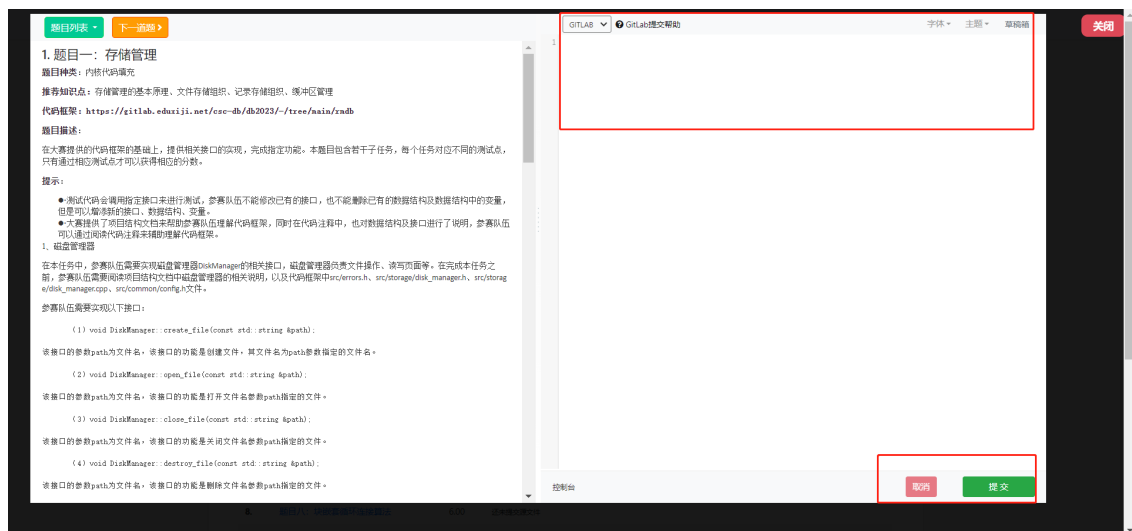 题目列表
下一道题
GITLAB
GitLab提交帮助
字体
主题
草稿箱
关闭
1. 题目一：存储管理
题目种类：内核代码填充
推荐知识点：存储管理的基本原理、文件存储组织、记录存储组织、缓冲区管理
代码框架：https://gitlab.eduxiji.net/csc-db/db2023/-/tree/main/rmdb
题目描述：
在大赛提供的代码框架的基础上，提供相关接口的实现，完成指定功能。本题目包含若干子任务，每个任务对应不同的测试点，
只有通过相应测试点才可以获得相应的分数。
提示：
●·测试代码会调用指定接口来进行测试，参赛队伍不能修改已有的接口，也不能删除已有的数据结构及数据结构中的变量，
但是可以增添新的接口、数据结构、变量。
●·大赛提供了项目结构文档来帮助参赛队伍理解代码框架，同时在代码注释中，也对数据结构及接口进行了说明，参赛队伍
可以通过阅读代码注释来辅助理解代码框架。
1、磁盘管理器
在本任务中，参赛队伍需要实现磁盘管理器DiskManager的相关接口，磁盘管理器负责文件操作、读写页面等。在完成本任务之
前，参赛队伍需要阅读项目结构文档中磁盘管理器的相关说明，以及代码框架中src/errors.h、src/storage/disk_manager.h、src/storag
e/disk_manager.cpp、src/common/config.h文件。
参赛队伍需要实现以下接口：
(1) void DiskManager::create_file(const std::string &path);
该接口的参数path为文件名，该接口的功能是创建文件，其文件名为path参数指定的文件名。
(2) void DiskManager::open_file(const std::string &path);
该接口的参数path为文件名，该接口的功能是打开文件名参数path指定的文件。
(3) void DiskManager::close_file(const std::string &path);
该接口的参数path为文件名，该接口的功能是关闭文件名参数path指定的文件。
(4) void DiskManager::destroy_file(const std::string &path);
该接口的参数path为文件名，该接口的功能是删除文件名参数path指定的文件。
1
控制台
取消
提交